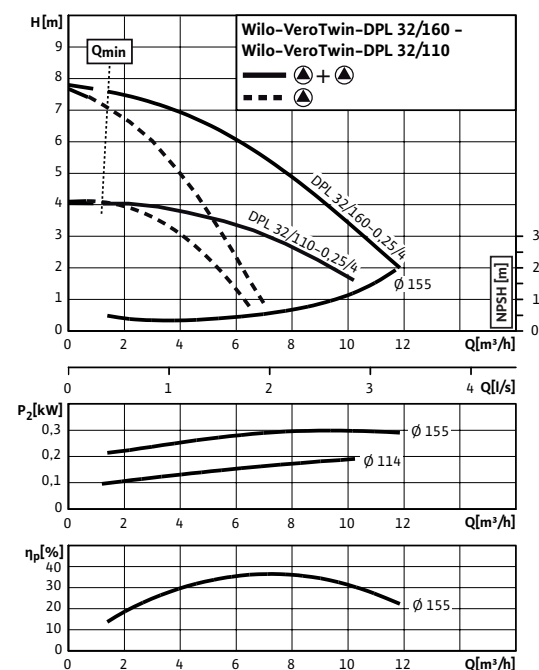 H[m]
Wilo-VeroTwin-DPL 32/160 –
Wilo-VeroTwin-DPL 32/110
+
Qmin
9
8
7
6
5
4
3
2
1
0
DPL 32/160-0,25/4
DPL 32/110-0,25/4
Ø 155
3
2
1
0
NPSH [m]
0 2 4 6 8 10 12 Q[m³/h]
0 1 2 3 4 Q[l/s]
P2[kW]
0,3
0,2
0,1
0
Ø 155
Ø 114
0 2 4 6 8 10 12 Q[m³/h]
ηp[%]
40
30
20
10
0
Ø 155
0 2 4 6 8 10 12 Q[m³/h]